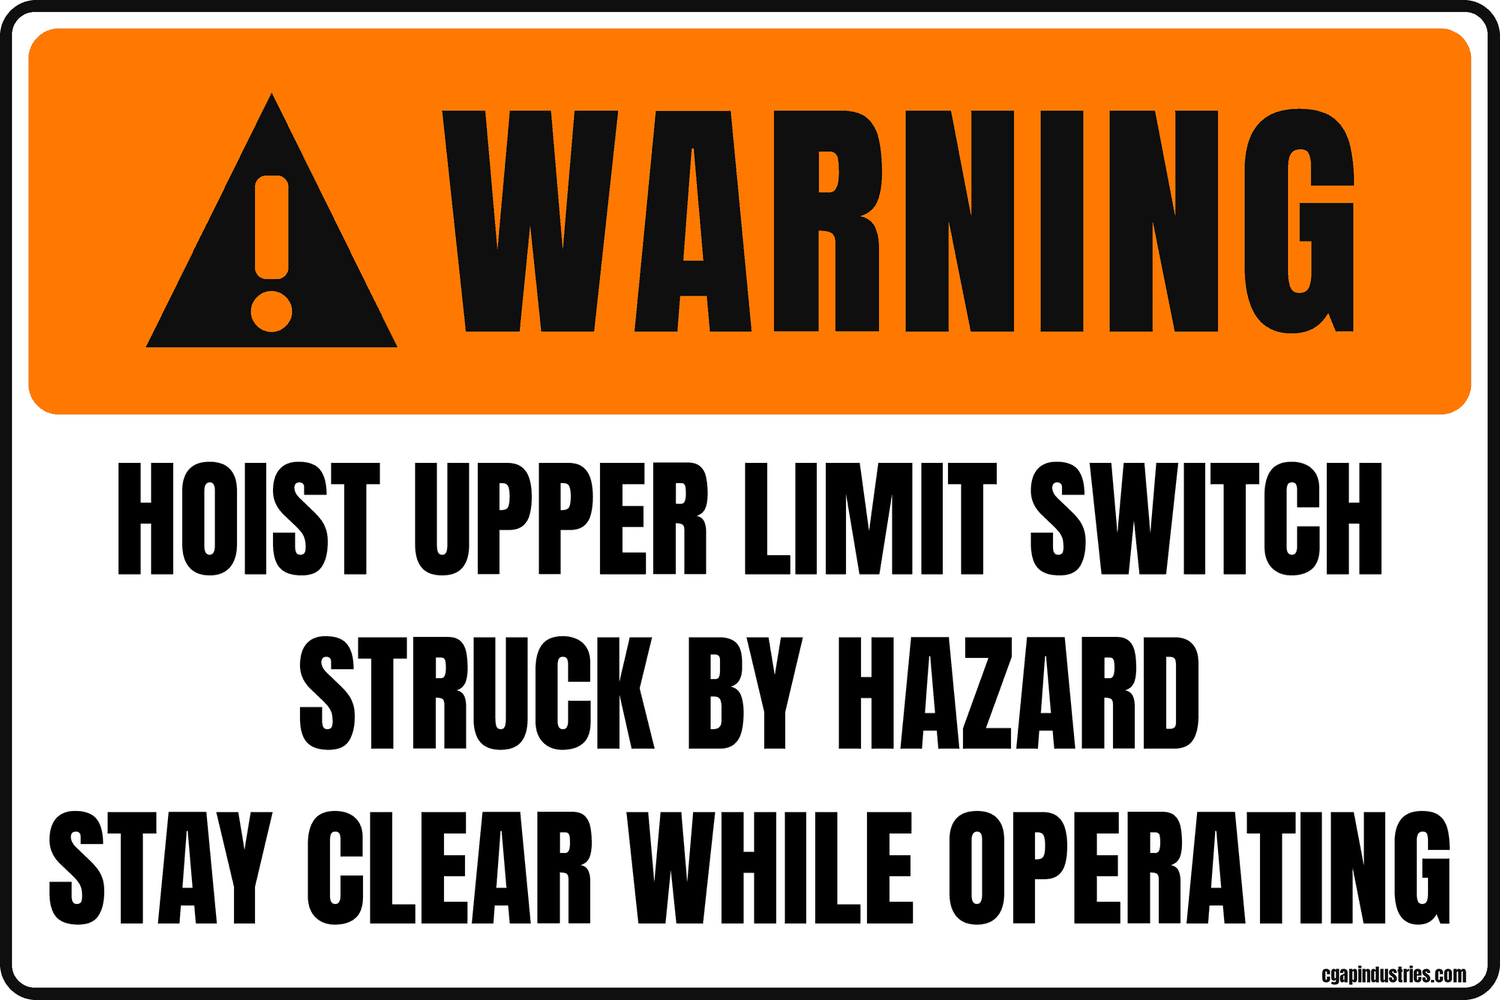 WARNING
HOIST UPPER LIMIT SWITCH
STRUCK BY HAZARD
STAY CLEAR WHILE OPERATING
cgapindustries.com